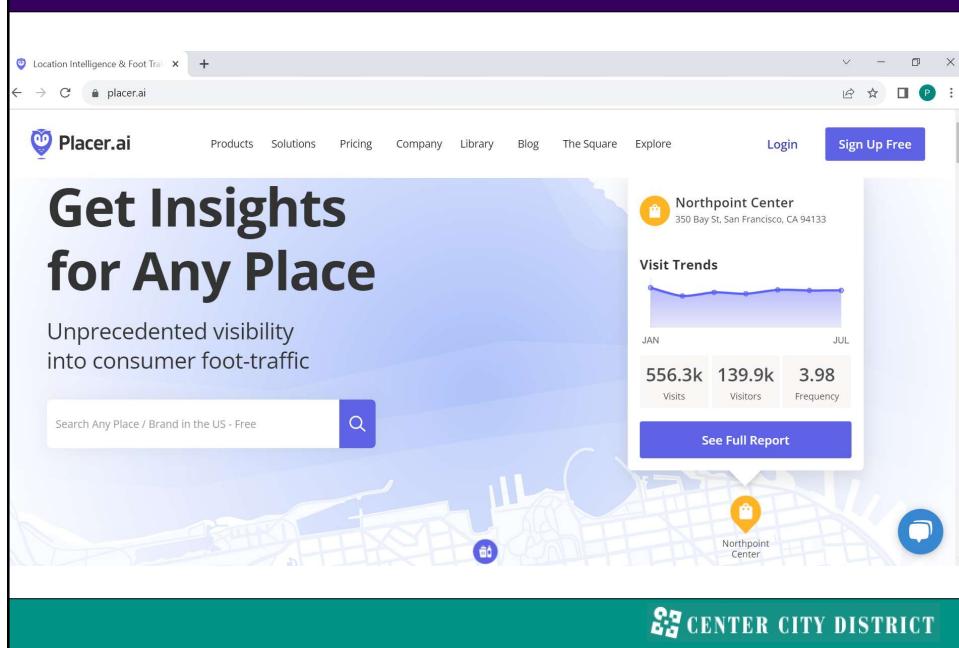 Location Intelligence & Foot Tra
placer.ai
P
Placer.ai
Products Solutions Pricing Company Library Blog The Square Explore
Login
Sign Up Free
Get Insights
for Any Place
Unprecedented visibility
into consumer foot-traffic
Search Any Place / Brand in the US - Free
Northpoint Center
350 Bay St, San Francisco, CA 94133
Visit Trends
JAN JUL
556.3k 139.9k 3.98
Visits Visitors Frequency
See Full Report
Northpoint
Center
CENTER CITY DISTRICT